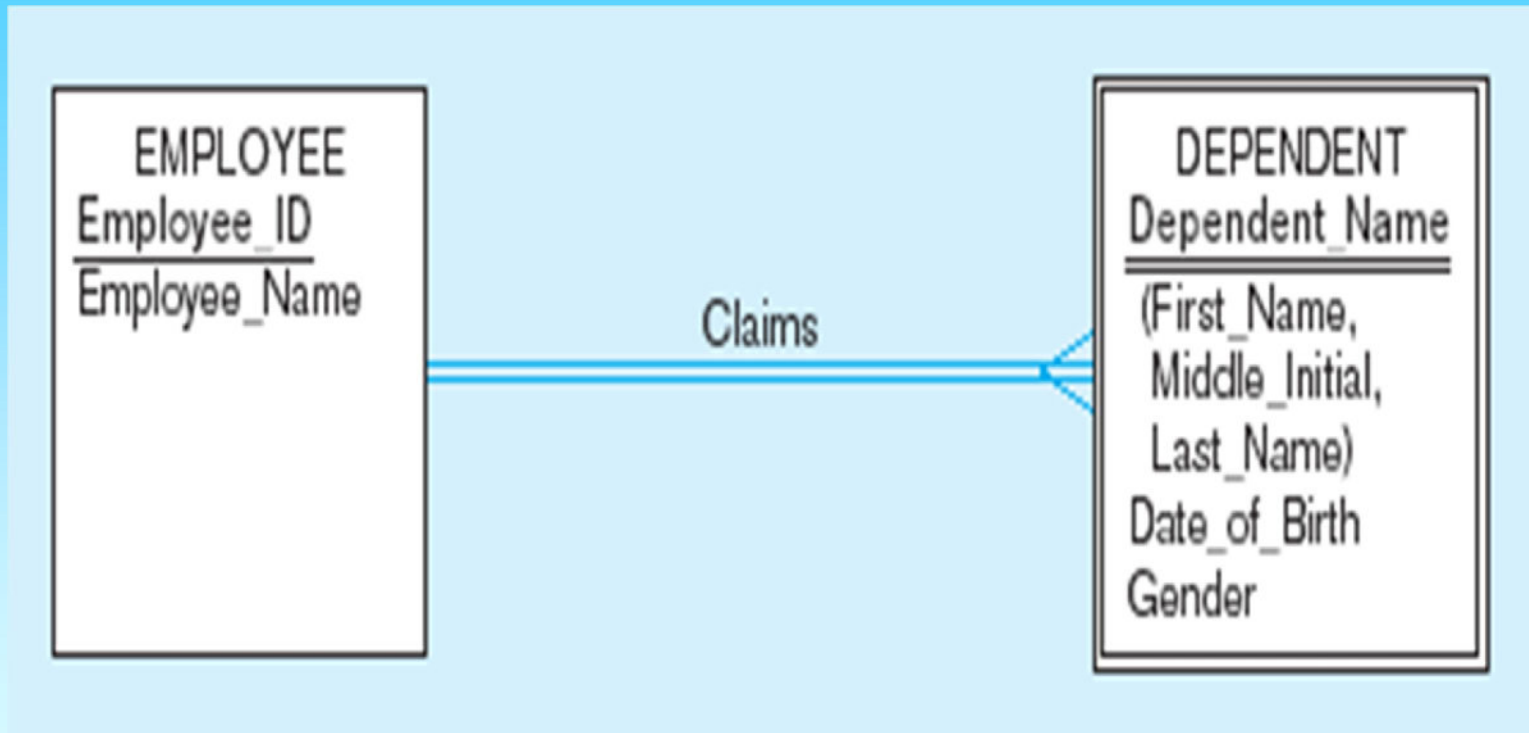 EMPLOYEE
Employee_ID
Employee_Name
Claims
DEPENDENT
Dependent_Name
(First_Name,
Middle_Initial,
Last_Name)
Date_of_Birth
Gender